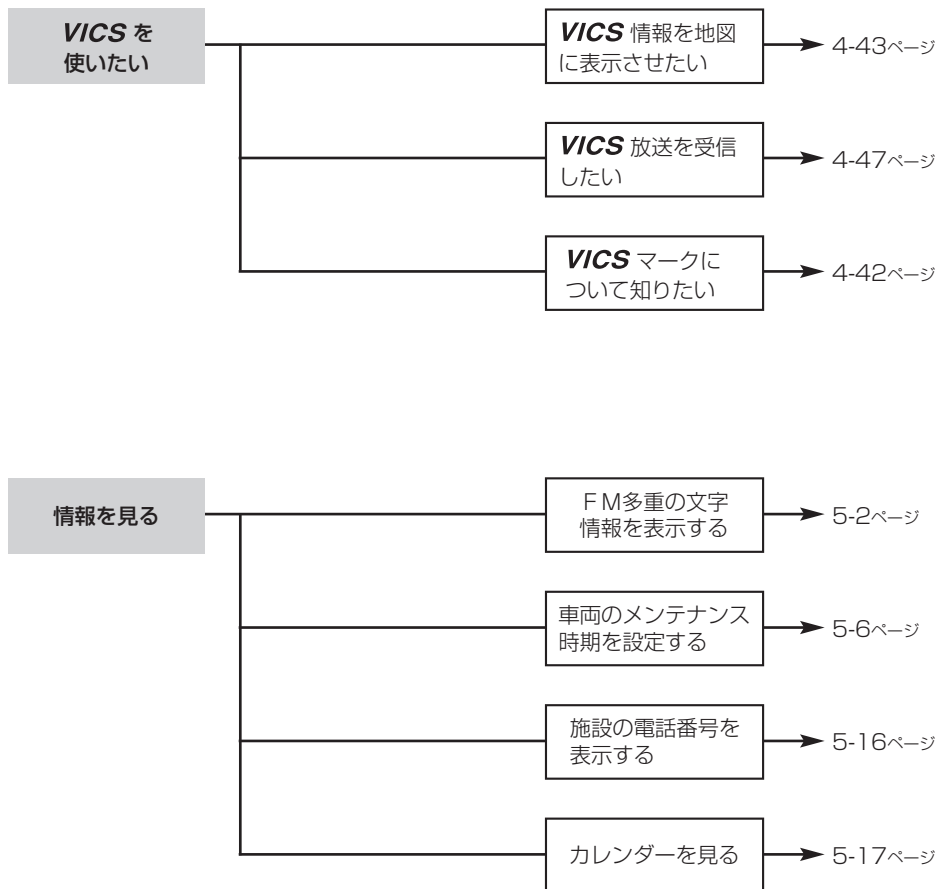 VICS を
使いたい
VICS 情報を地図
に表示させたい
4-43ページ
VICS 放送を受信
したい
4-47ページ
VICS マークに
ついて知りたい
4-42ページ
情報を見る
ＦＭ多重の文字
情報を表示する
5-2ページ
車両のメンテナンス
時期を設定する
5-6ページ
施設の電話番号を
表示する
5-16ページ
カレンダーを見る
5-17ページ